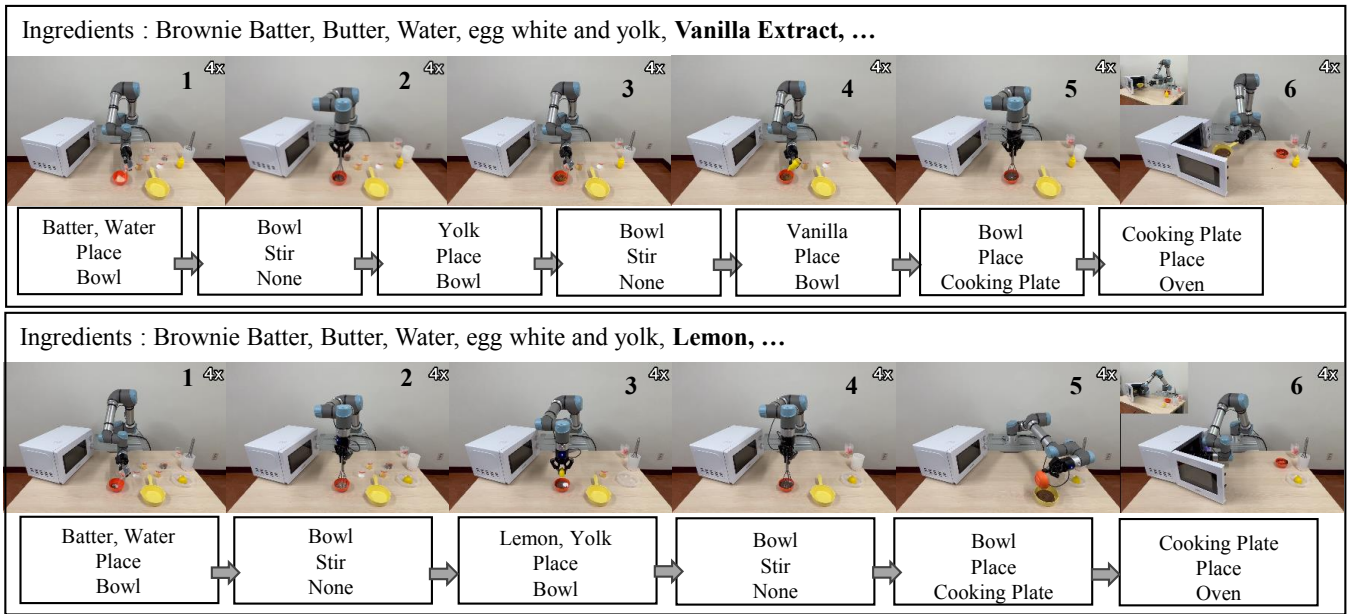 Ingredients : Brownie Batter, Butter, Water, egg white and yolk, Vanilla Extract, …
1 4x
2 4x
3 4x
4 4x
5 4x
6 4x
Batter, Water
Place
Bowl
Bowl
Stir
None
Yolk
Place
Bowl
Bowl
Stir
None
Vanilla
Place
Bowl
Bowl
Place
Cooking Plate
Cooking Plate
Place
Oven
Ingredients : Brownie Batter, Butter, Water, egg white and yolk, Lemon, …
1 4x
2 4x
3 4x
4 4x
5 4x
6 4x
Batter, Water
Place
Bowl
Bowl
Stir
None
Lemon, Yolk
Place
Bowl
Bowl
Stir
None
Bowl
Place
Cooking Plate
Cooking Plate
Place
Oven